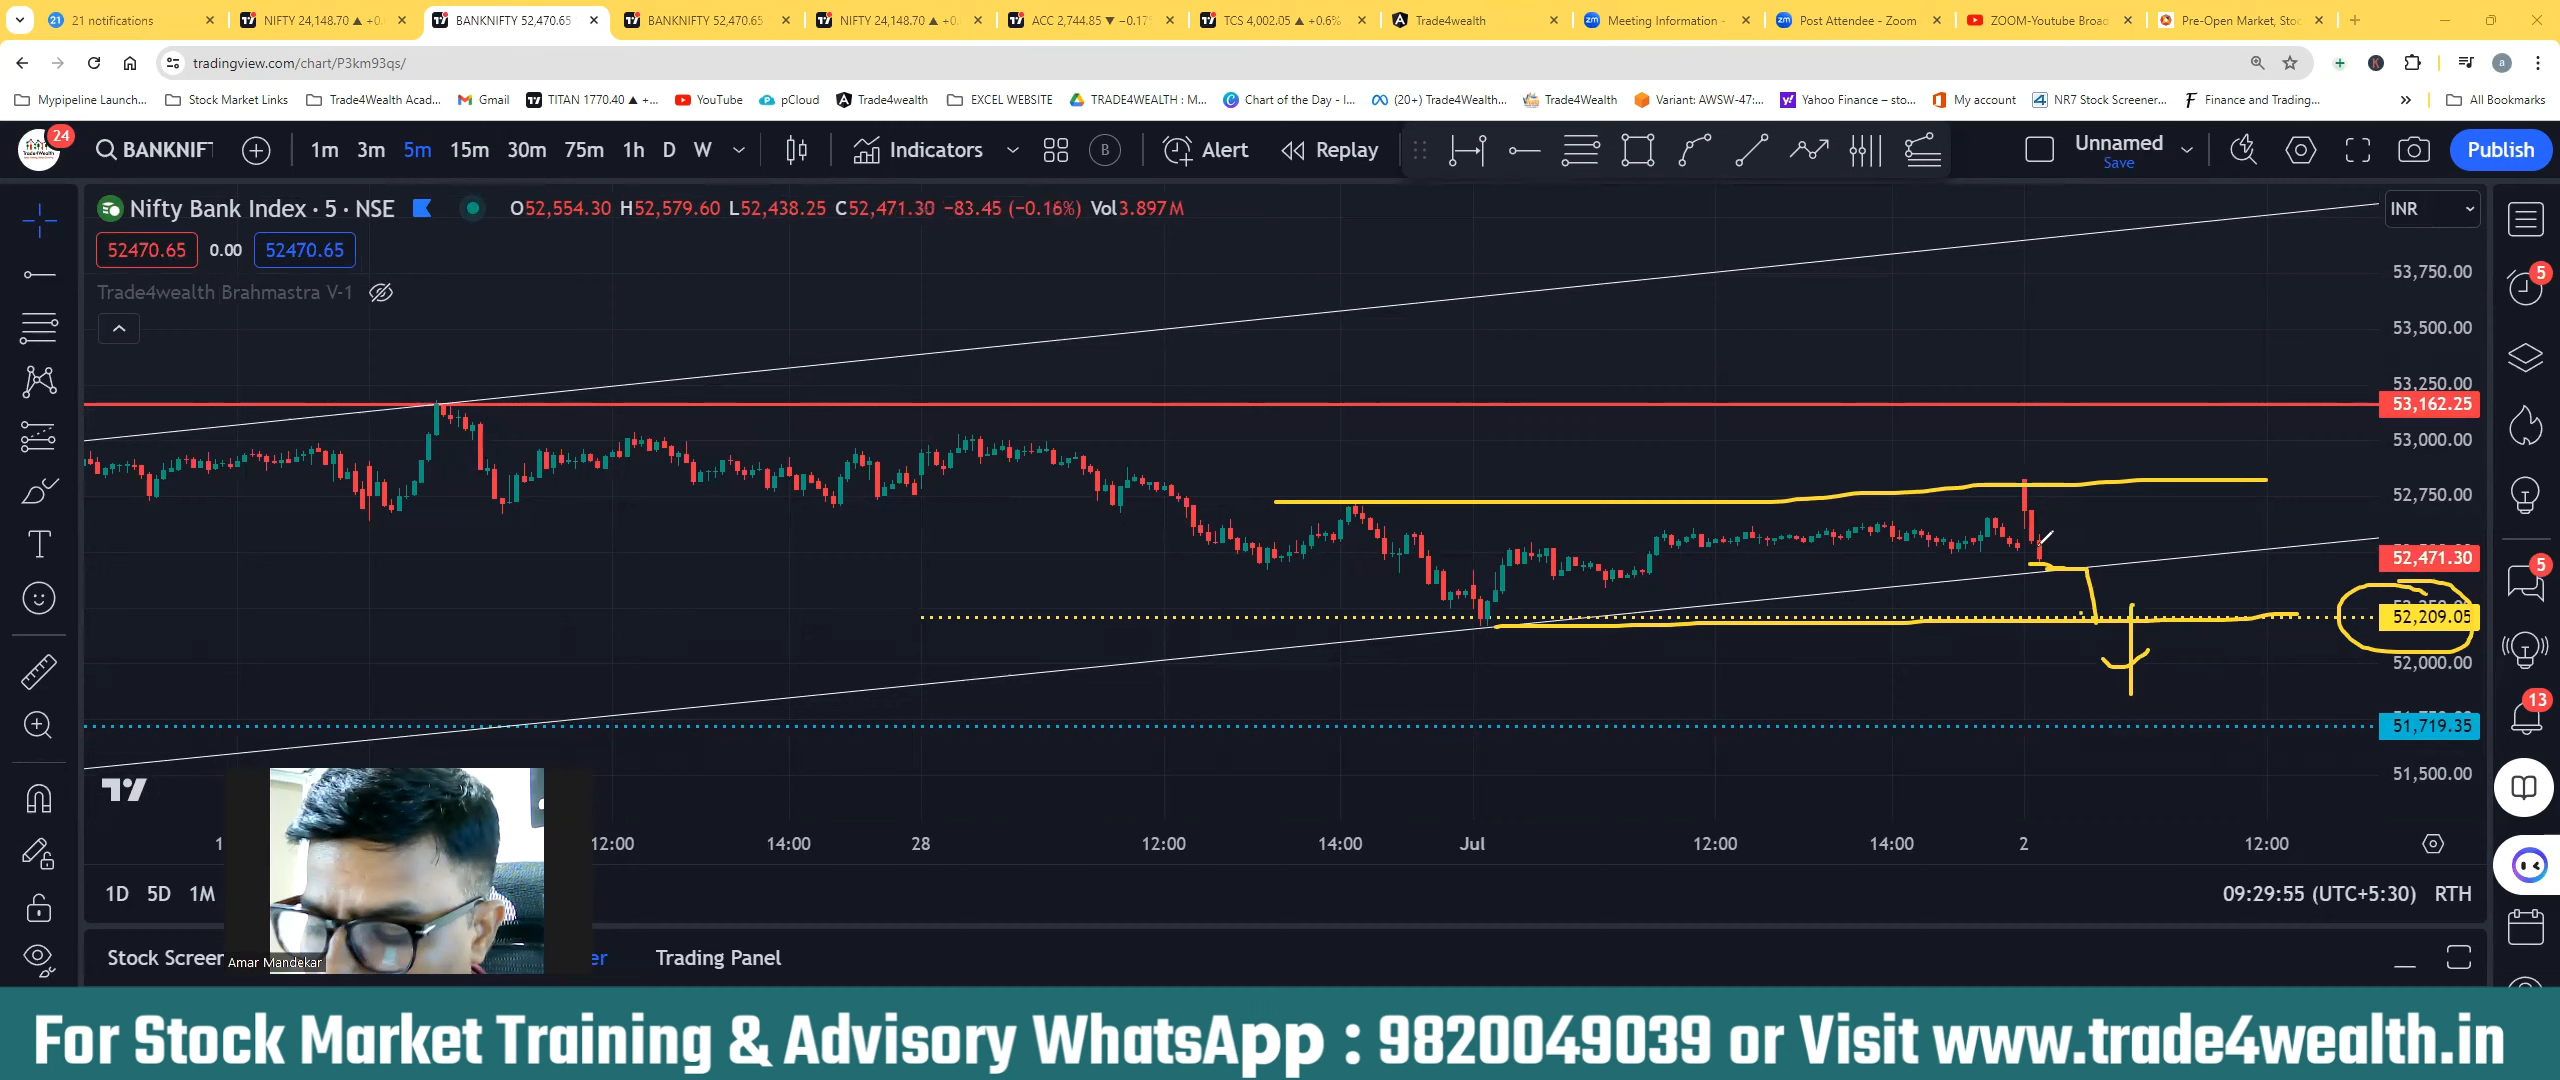 21 notifications
NIFTY 24,148.70 ▲ +0.
BANKNIFTY 52,470.65
BANKNIFTY 52,470.65
NIFTY 24,148.70 ▲ +0.
ACC 2,744.85 ▼ −0.17%
TCS 4,002.05 ▲ +0.6%
Trade4wealth
Meeting Information -
Post Attendee - Zoom
ZOOM-Youtube Broad
Pre-Open Market, Stoc
tradingview.com/chart/P3km93qs/
Mypipeline Launch...
Stock Market Links
Trade4Wealth Acad...
Gmail
TITAN 1770.40 ▲ +...
YouTube
pCloud
Trade4wealth
EXCEL WEBSITE
TRADE4WEALTH : M...
Chart of the Day - I...
(20+) Trade4Wealth...
Trade4Wealth
Variant: AWSW-47:...
Yahoo Finance – sto...
My account
NR7 Stock Screener...
Finance and Trading...
All Bookmarks
24
BANKNIFT
1m 3m 5m 15m 30m 75m 1h D W
Indicators
B
Alert
Replay
Unnamed
Save
Publish
Nifty Bank Index · 5 · NSE
O52,554.30 H52,579.60 L52,438.25 C52,471.30 −83.45 (−0.16%) Vol3.897M
INR
52470.65 0.00 52470.65
Trade4wealth Brahmastra V-1
53,750.00
53,500.00
53,250.00
53,162.25
53,000.00
52,750.00
52,471.30
52,209.05
52,000.00
51,719.35
51,500.00
5
5
13
12:00 14:00 28 12:00 14:00 Jul 12:00 14:00 2 12:00
1D 5D 1M
09:29:55 (UTC+5:30) RTH
Stock Screen
er
Trading Panel
Amar Mandekar
For Stock Market Training & Advisory WhatsApp : 9820049039 or Visit www.trade4wealth.in